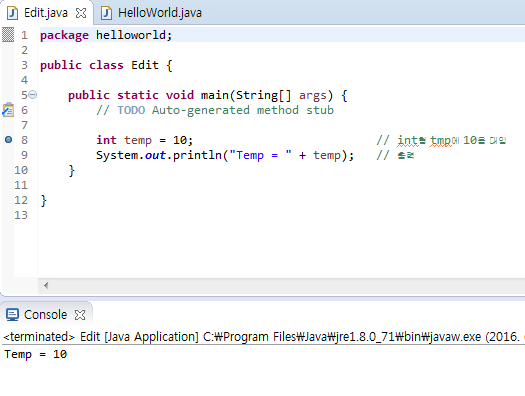 Edit.java
HelloWorld.java
1 package helloworld;
2
3 public class Edit {
4
5 public static void main(String[] args) {
6 // TODO Auto-generated method stub
7
8 int temp = 10; // int형 tmp에 10을 대입
9 System.out.println("Temp = " + temp); // 출력
10 }
11
12 }
13
Console
<terminated> Edit [Java Application] C:₩Program Files₩Java₩jre1.8.0_71₩bin₩javaw.exe (2016.
Temp = 10